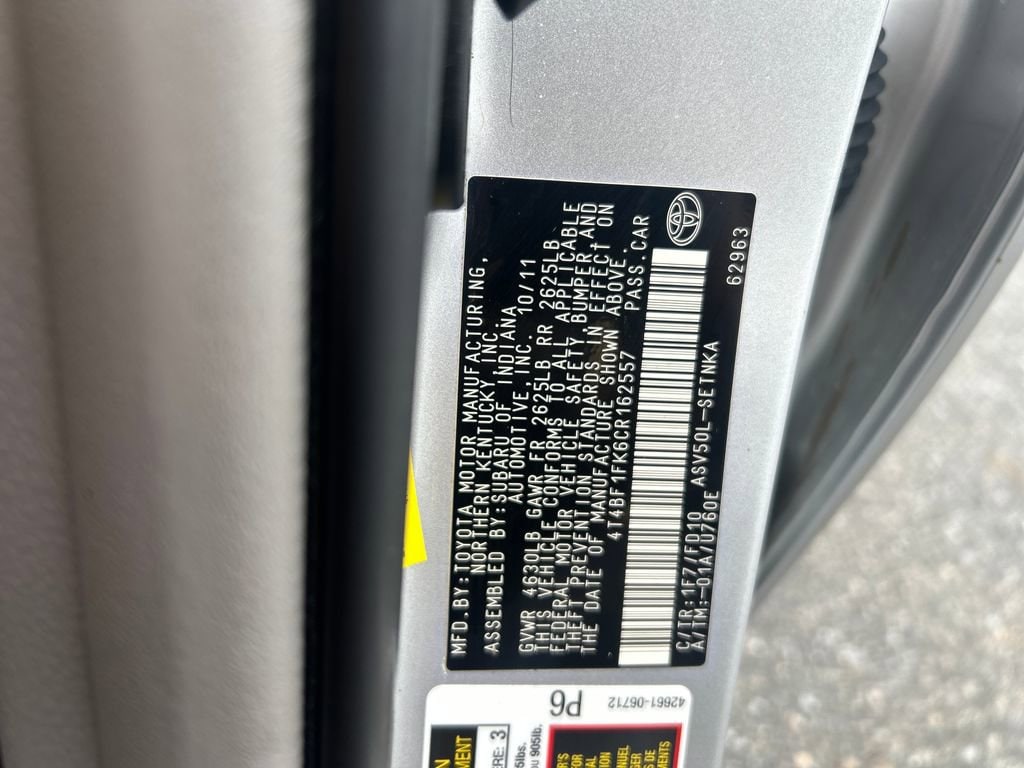 MFD.BY:TOYOTA MOTOR MANUFACTURING,
NORTHERN KENTUCKY,INC.
ASSEMBLED BY:SUBARU OF INDIANA
AUTOMOTIVE, INC. 10/11
GVWR 4630LB GAWR FR 2625LB RR 2625LB
THIS VEHICLE CONFORMS TO ALL APPLICABLE
FEDERAL MOTOR VEHICLE SAFETY,BUMPER,AND
THEFT PREVENTION STANDARDS IN EFFECT ON
THE DATE OF MANUFACTURE SHOWN ABOVE.
4T4BF1FK6CR162557 PASS.CAR
C/TR:1F7/FD10 ASV50L-SETNKA
A/TM:-01A/U760E 62963
P6
42661-06712
3
905lb.